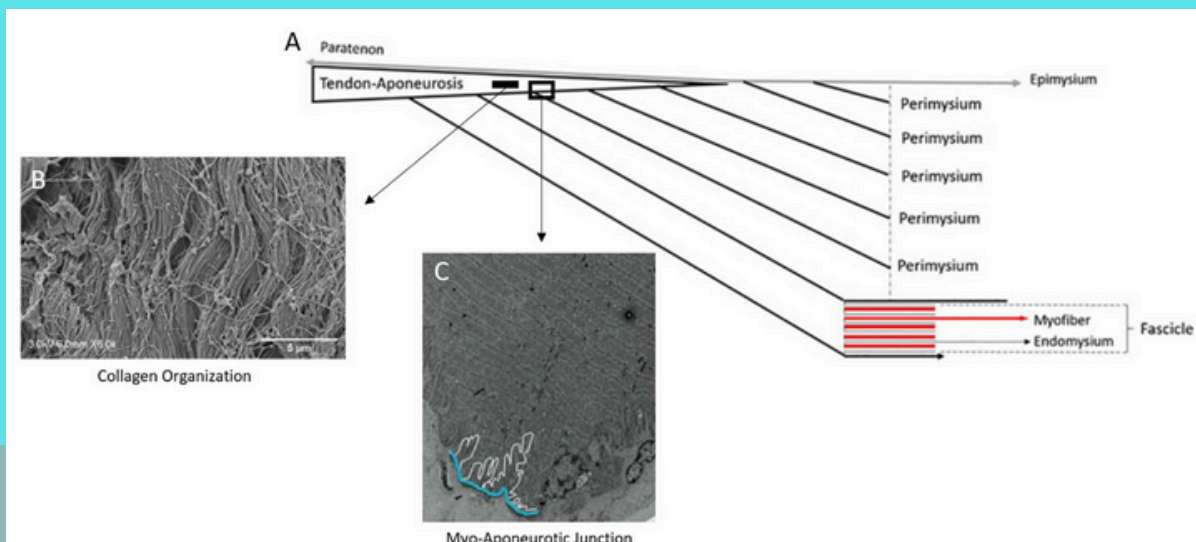 A
Paratenon
Tendon-Aponeurosis
Epimysium
Perimysium
Perimysium
Perimysium
Perimysium
Perimysium
B
5 μm
Collagen Organization
C
Myo-Aponeurotic Junction
Myofiber
Endomysium
Fascicle